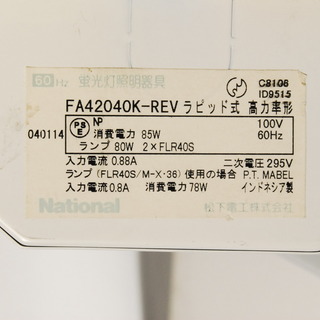 60 Hz 蛍光灯照明器具 C8106
ID9515
FA42040K-REV ラピッド式 高力率形
040114 PSE NP 100V
消費電力 85W 60Hz
ランプ 80W 2×FLR40S
入力電流 0.88A 二次電圧 295V
ランプ (FLR40S/M-X・36) 使用の場合 P.T. MABEL
入力電流 0.8A 消費電力 78W インドネシア製
National 松下電工株式会社